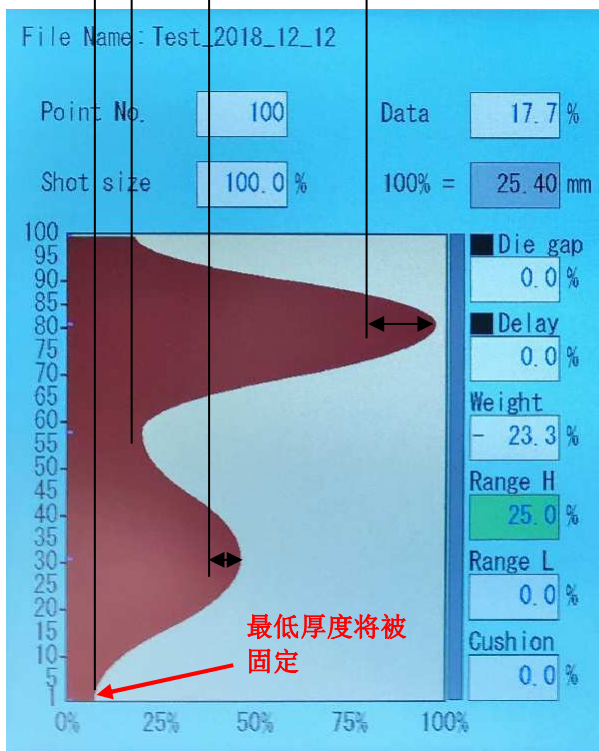 File Name:Test_2018_12_12
Point No. 100 Data 17.7 %
Shot size 100.0 % 100% = 25.40 mm
100
95
90
85
80
75
70
65
60
55
50
45
40
35
30
25
20
15
10
5
1
0% 25% 50% 75% 100%
Die gap
0.0 %
Delay
0.0 %
Weight
- 23.3 %
Range H
25.0 %
Range L
0.0 %
Cushion
0.0 %
最低厚度将被
固定